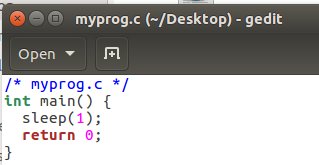 myprog.c (~/Desktop) - gedit
Open
/* myprog.c */
int main() {
  sleep(1);
  return 0;
}